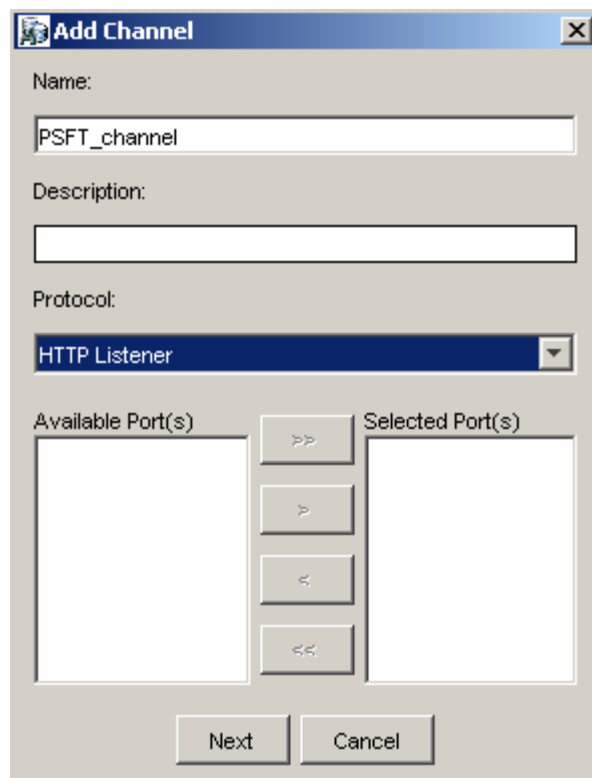 Add Channel
Name:
PSFT_channel
Description:
Protocol:
HTTP Listener
Available Port(s)
Selected Port(s)
>>
>
<
<<
Next
Cancel